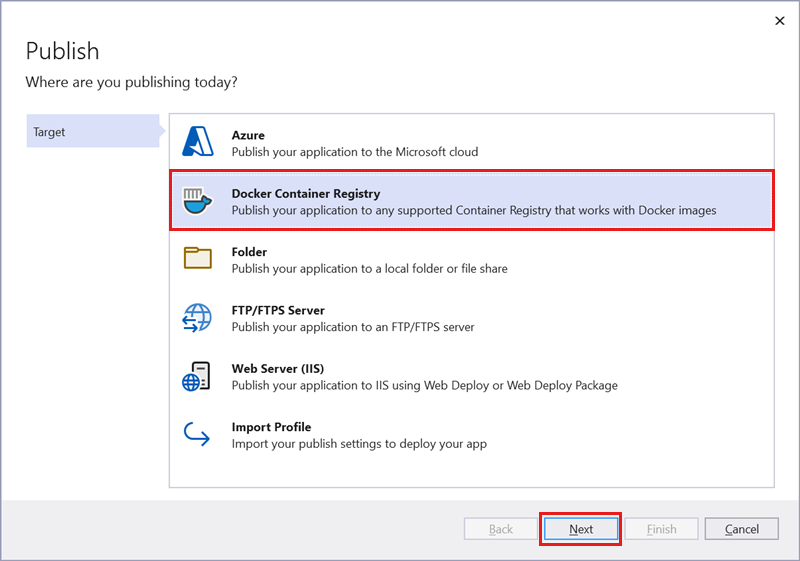 Publish
Where are you publishing today?
Target
Azure
Publish your application to the Microsoft cloud
Docker Container Registry
Publish your application to any supported Container Registry that works with Docker images
Folder
Publish your application to a local folder or file share
FTP/FTPS Server
Publish your application to an FTP/FTPS server
Web Server (IIS)
Publish your application to IIS using Web Deploy or Web Deploy Package
Import Profile
Import your publish settings to deploy your app
Back
Next
Finish
Cancel